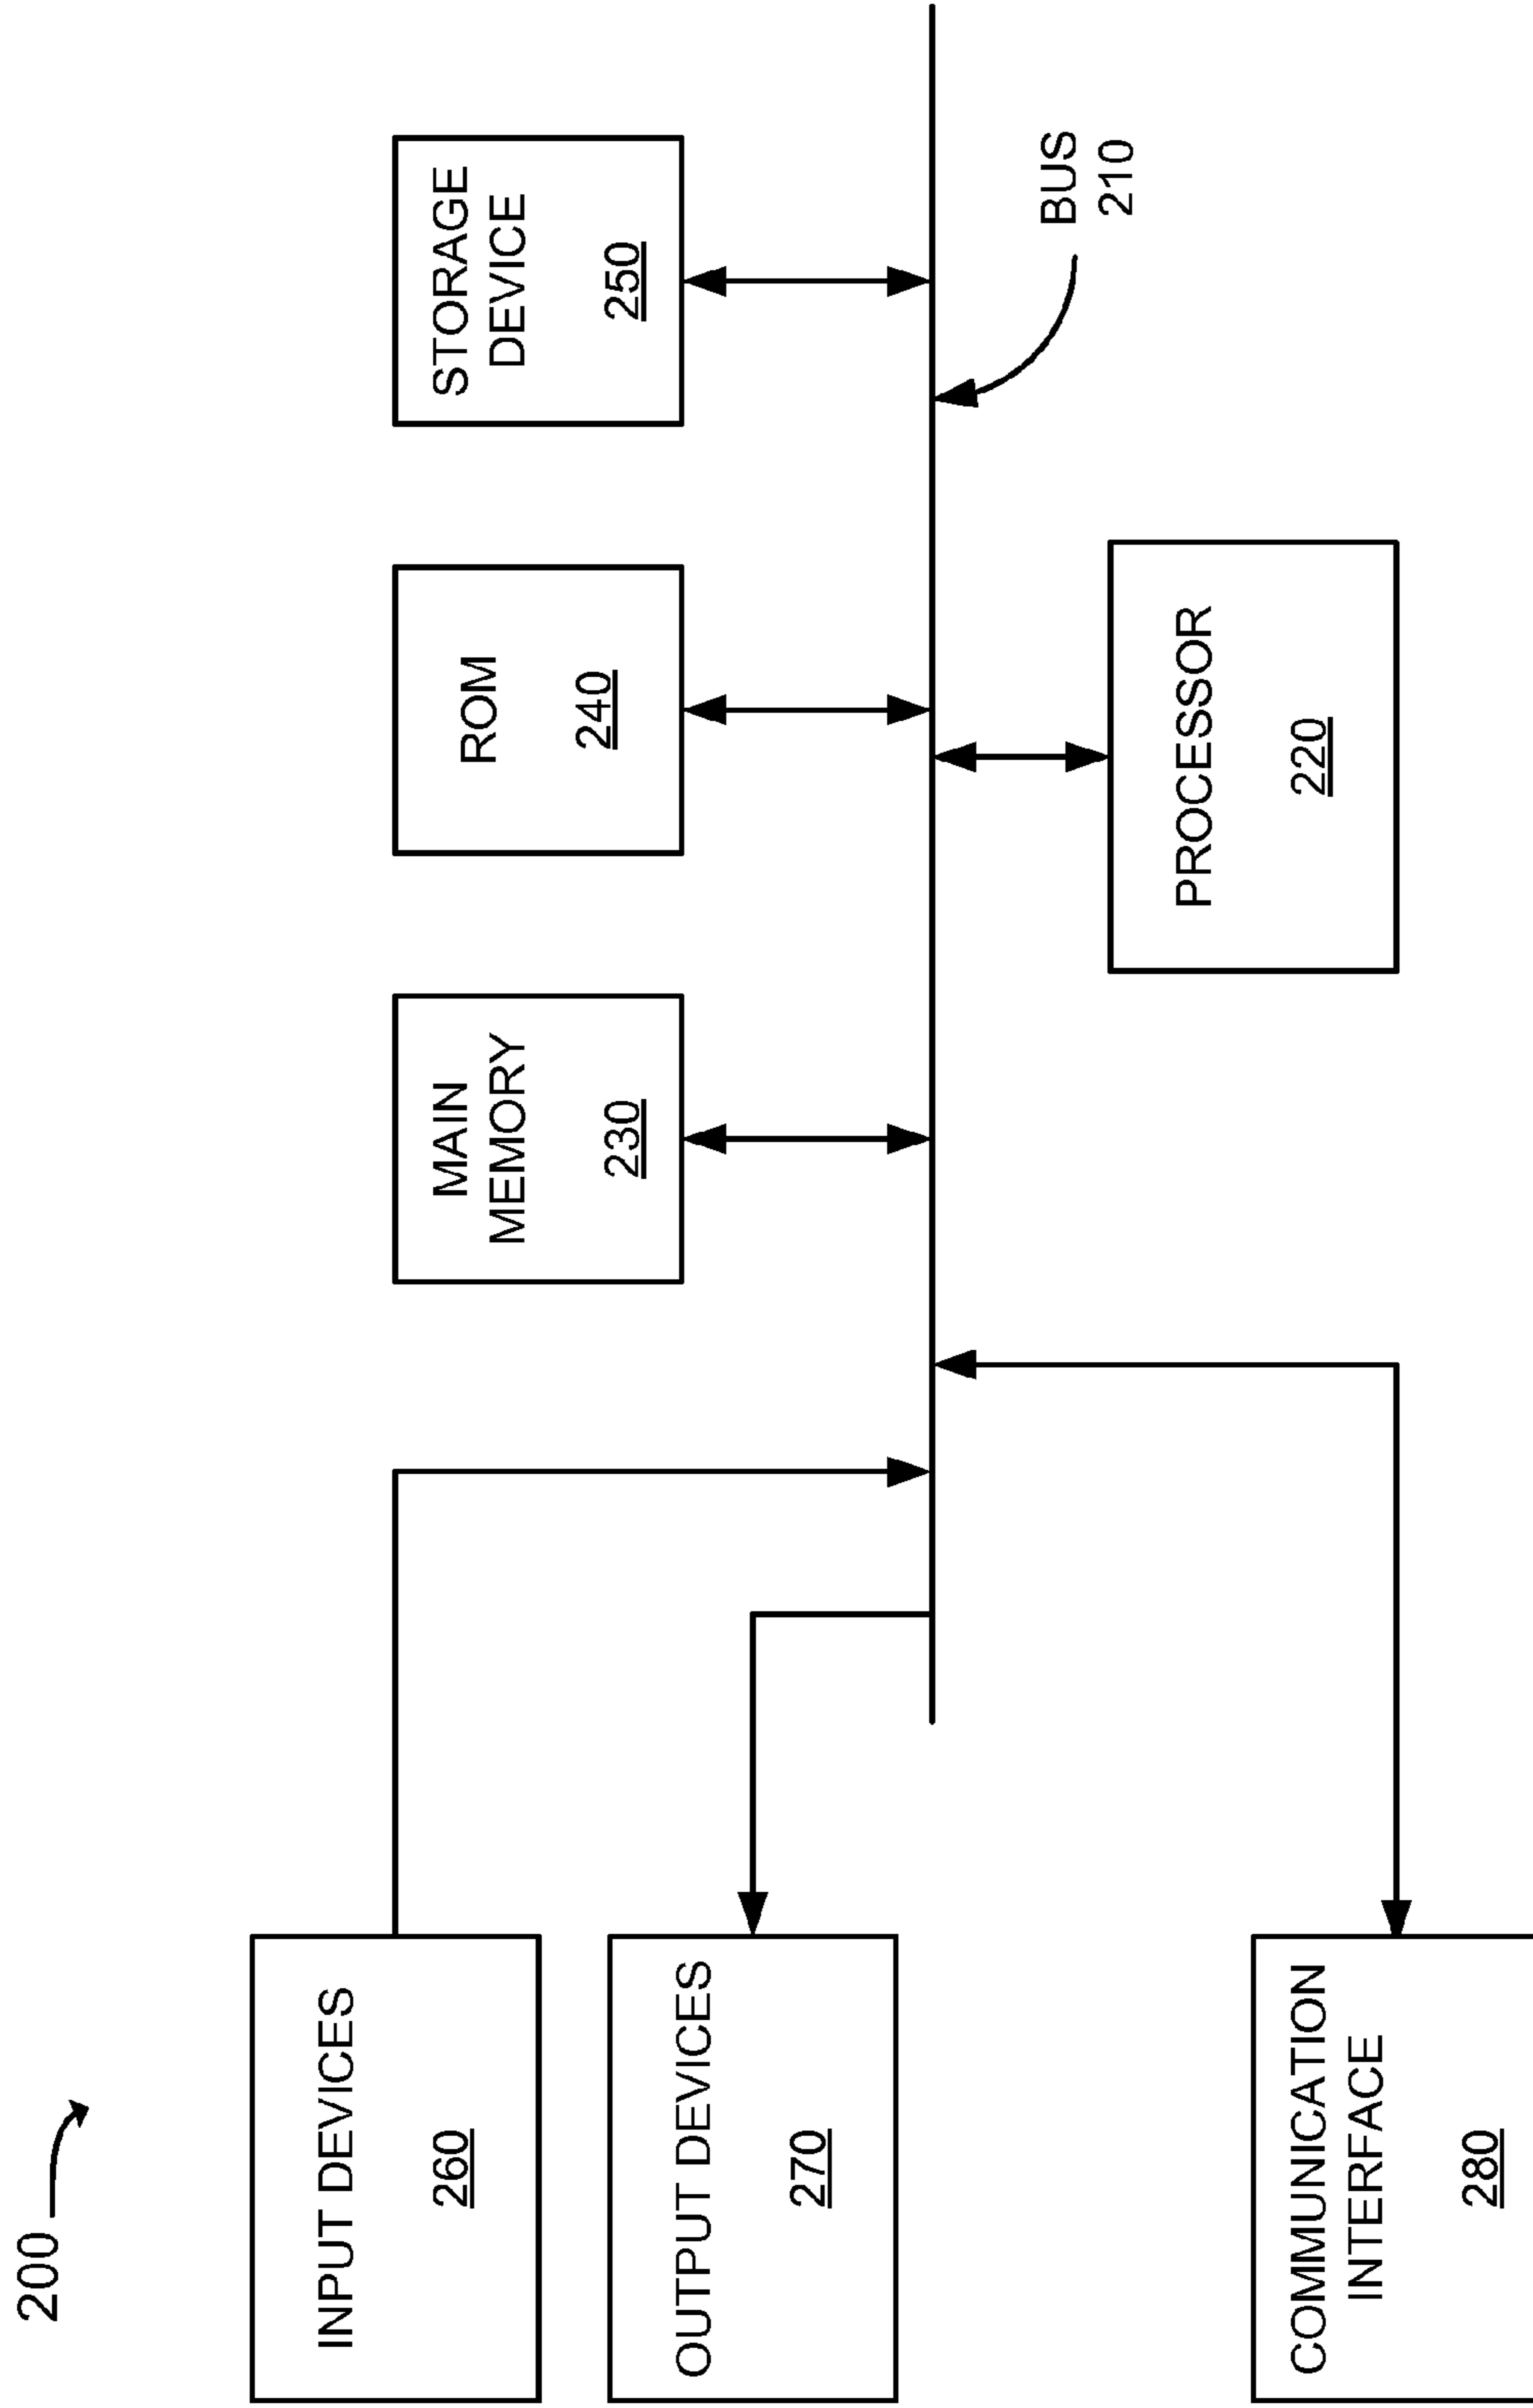 200
INPUT DEVICES
260
OUTPUT DEVICES
270
COMMUNICATION
INTERFACE
280
MAIN
MEMORY
230
ROM
240
STORAGE
DEVICE
250
BUS
210
PROCESSOR
220